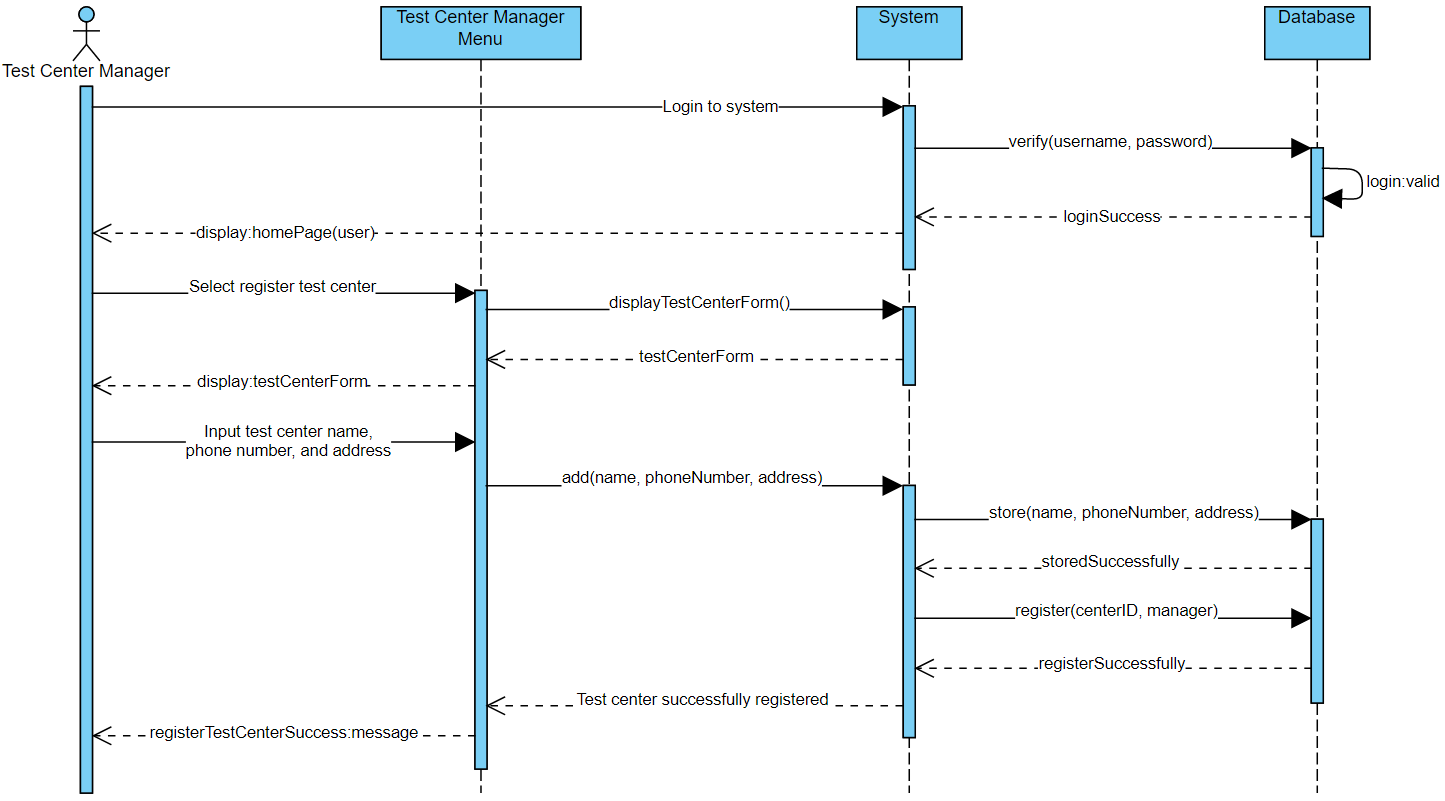 Test Center Manager
Test Center Manager
Menu
System
Database
Login to system
verify(username, password)
login:valid
loginSuccess
display:homePage(user)
Select register test center
displayTestCenterForm()
testCenterForm
display:testCenterForm
Input test center name,
phone number, and address
add(name, phoneNumber, address)
store(name, phoneNumber, address)
storedSuccessfully
register(centerID, manager)
registerSuccessfully
Test center successfully registered
registerTestCenterSuccess:message